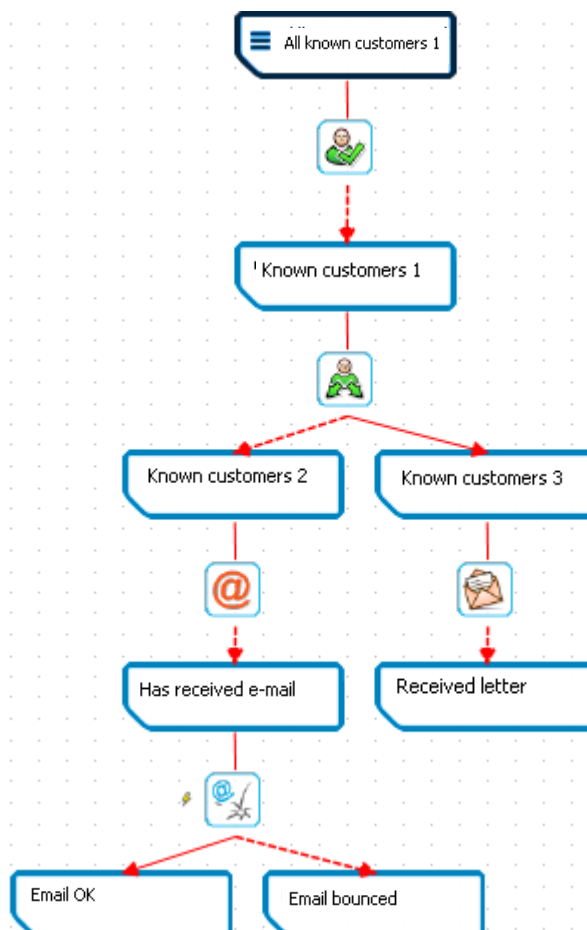 All known customers 1
Known customers 1
Known customers 2
Known customers 3
@
Has received e-mail
Received letter
@
Email OK
Email bounced